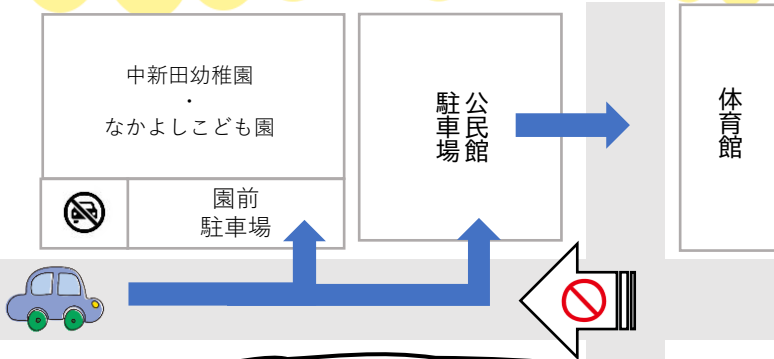 中新田幼稚園
・
なかよしこども園
園前
駐車場
公民館
駐車場
体育館